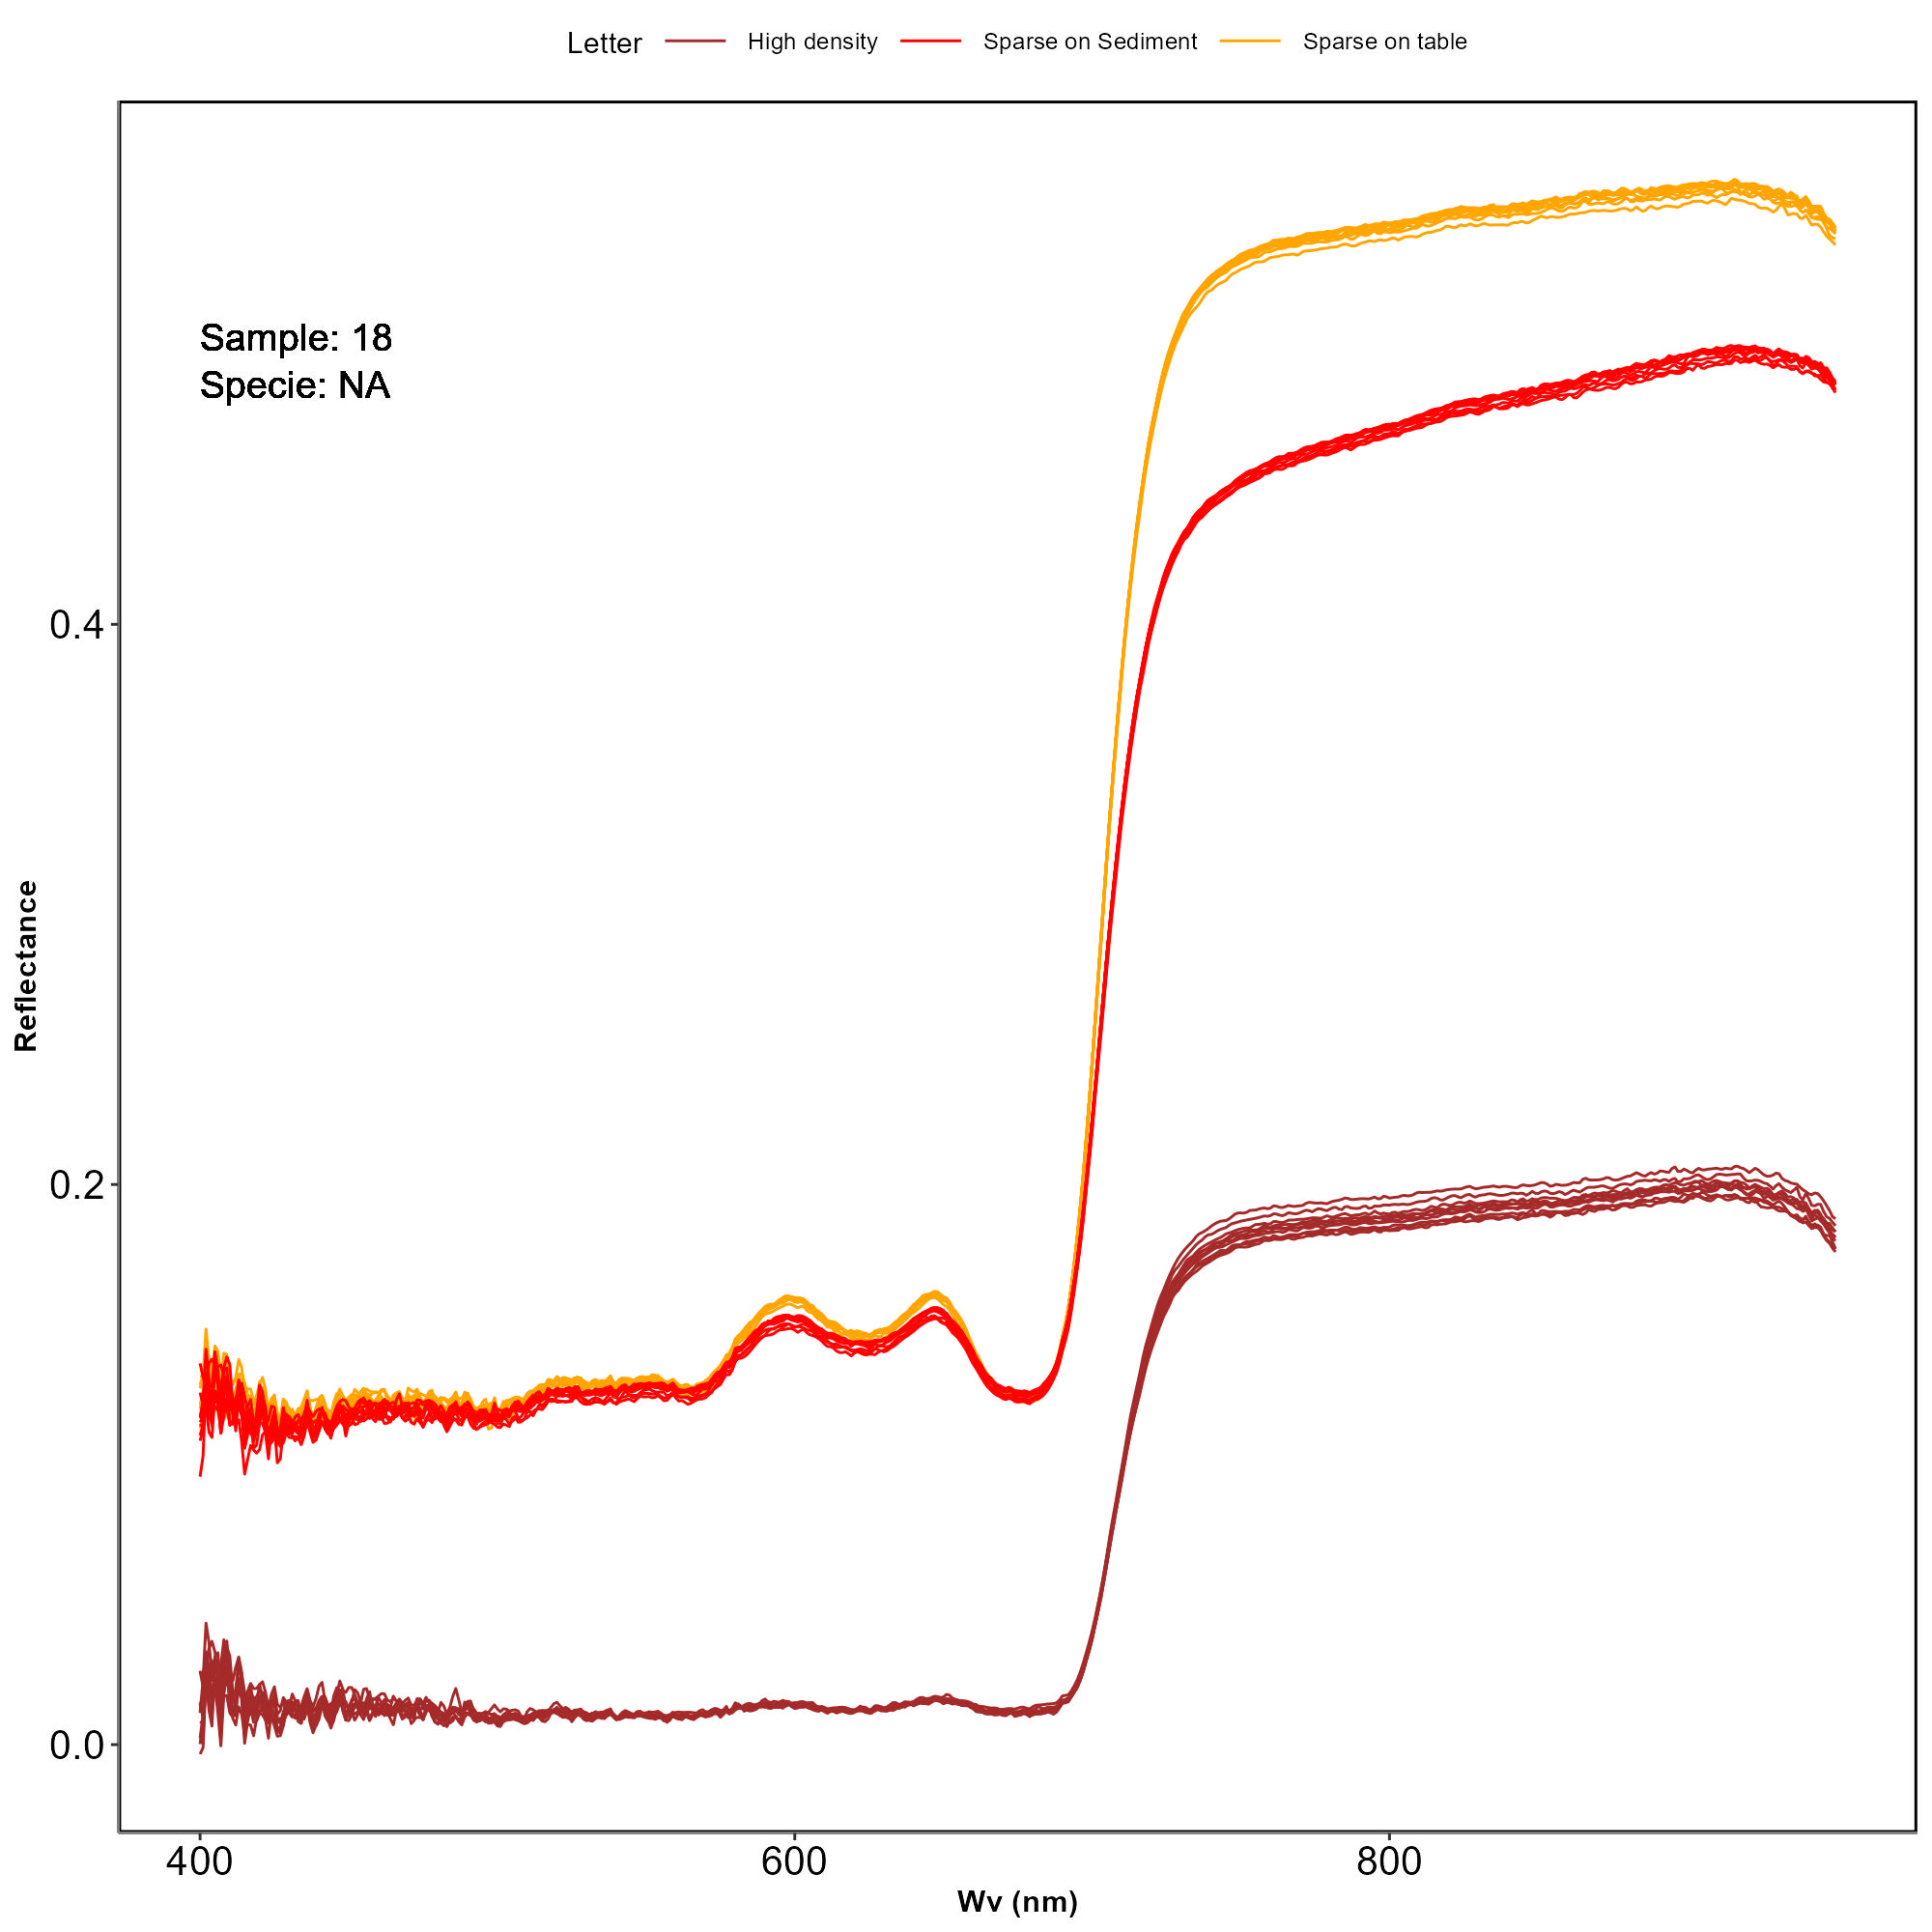 Letter High density Sparse on Sediment Sparse on table
Sample: 18
Specie: NA
0.4
0.2
0.0
Reflectance
400 600 800
Wv (nm)